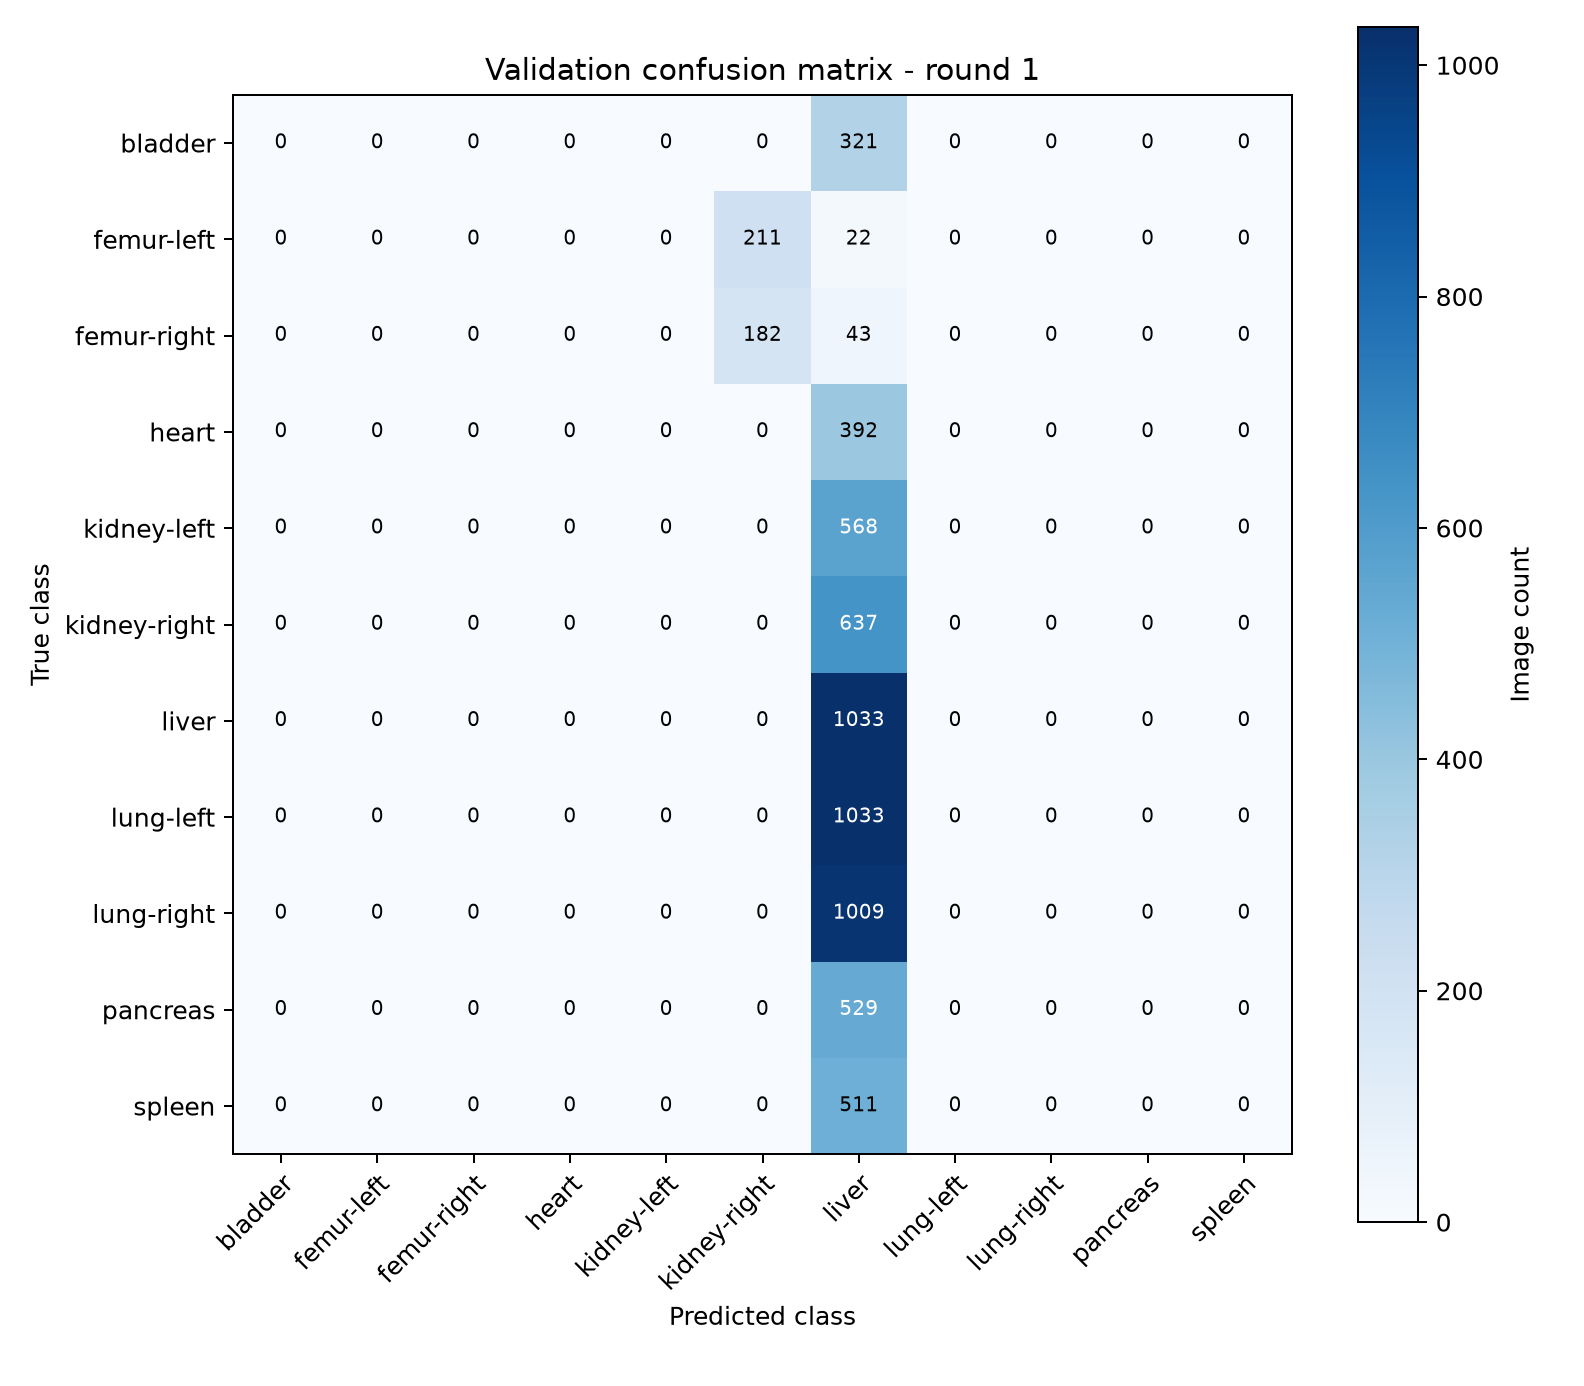 Validation confusion matrix - round 1
bladder 0 0 0 0 0 0 321 0 0 0 0
femur-left 0 0 0 0 0 211 22 0 0 0 0
femur-right 0 0 0 0 0 182 43 0 0 0 0
heart 0 0 0 0 0 0 392 0 0 0 0
kidney-left 0 0 0 0 0 0 568 0 0 0 0
kidney-right 0 0 0 0 0 0 637 0 0 0 0
liver 0 0 0 0 0 0 1033 0 0 0 0
lung-left 0 0 0 0 0 0 1033 0 0 0 0
lung-right 0 0 0 0 0 0 1009 0 0 0 0
pancreas 0 0 0 0 0 0 529 0 0 0 0
spleen 0 0 0 0 0 0 511 0 0 0 0
True class
bladder femur-left femur-right heart kidney-left kidney-right liver lung-left lung-right pancreas spleen
Predicted class
1000
800
600
400
200
0
Image count